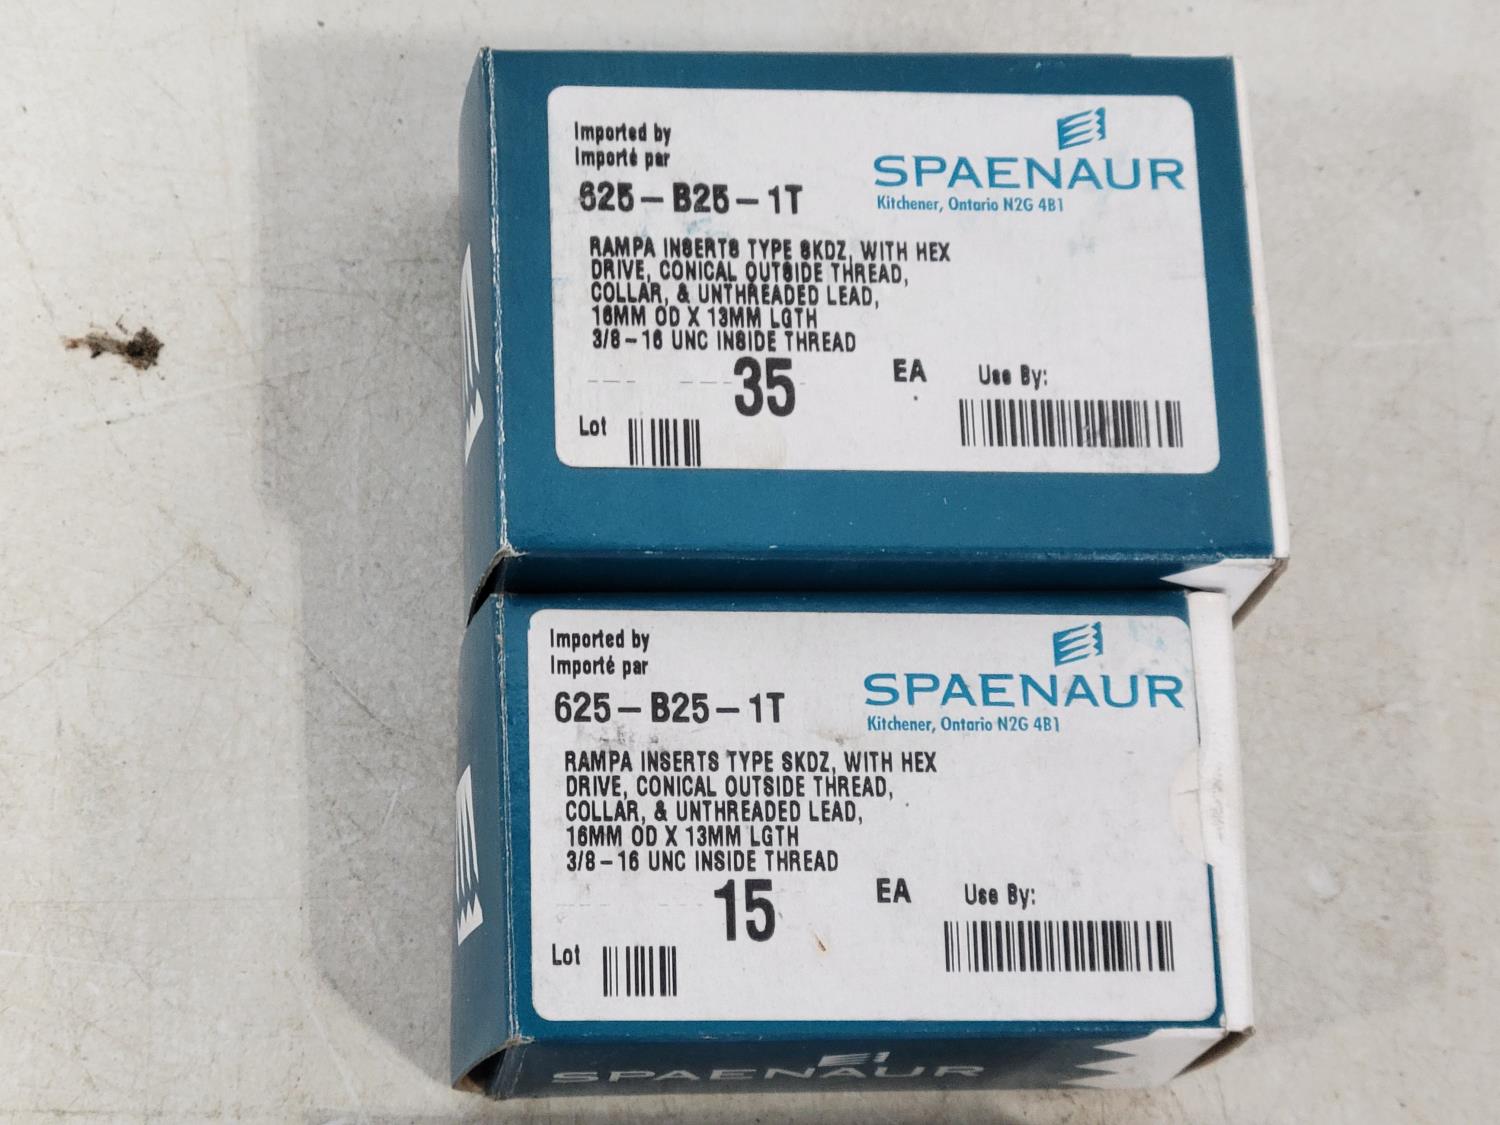 Imported by
Importé par
SPAENAUR
Kitchener, Ontario N2G 4B1
625-B25-1T
RAMPA INSERTS TYPE SKDZ, WITH HEX
DRIVE, CONICAL OUTSIDE THREAD,
COLLAR, & UNTHREADED LEAD,
16MM OD X 13MM LGTH
3/8-16 UNC INSIDE THREAD
35 EA Use By:
Lot
Imported by
Importé par
SPAENAUR
Kitchener, Ontario N2G 4B1
625-B25-1T
RAMPA INSERTS TYPE SKDZ, WITH HEX
DRIVE, CONICAL OUTSIDE THREAD,
COLLAR, & UNTHREADED LEAD,
16MM OD X 13MM LGTH
3/8-16 UNC INSIDE THREAD
15 EA Use By:
Lot
SPAENAUR